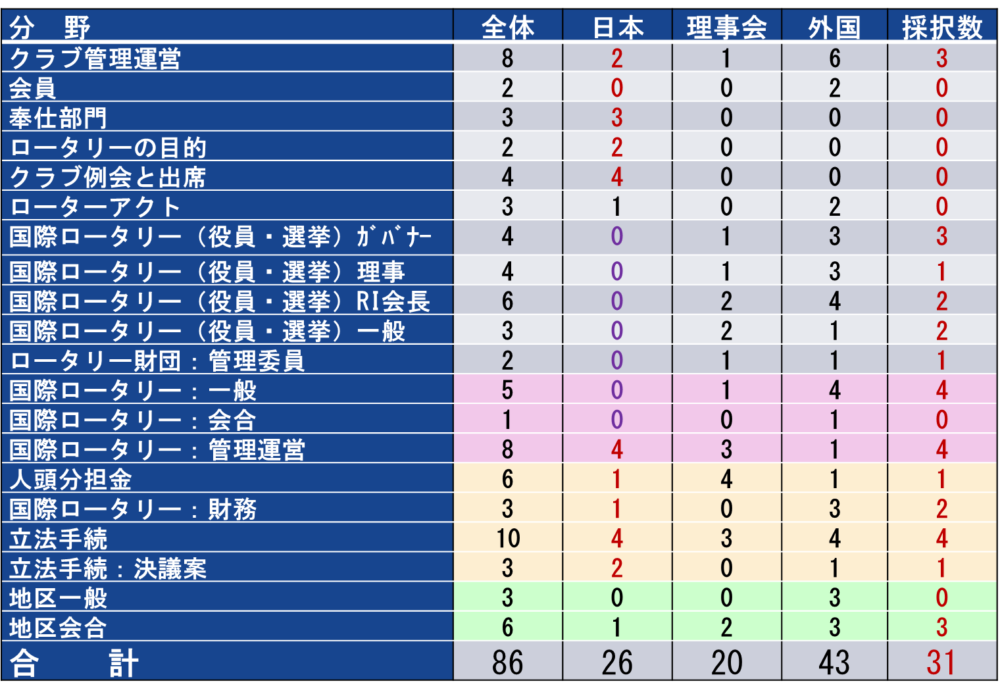 分　野 全体 日本 理事会 外国 採択数
クラブ管理運営 8 2 1 6 3
会員 2 0 0 2 0
奉仕部門 3 3 0 0 0
ロータリーの目的 2 2 0 0 0
クラブ例会と出席 4 4 0 0 0
ローターアクト 3 1 0 2 0
国際ロータリー（役員・選挙）ｶﾞﾊﾞﾅｰ 4 0 1 3 3
国際ロータリー（役員・選挙）理事 4 0 1 3 1
国際ロータリー（役員・選挙）RI会長 6 0 2 4 2
国際ロータリー（役員・選挙）一般 3 0 2 1 2
ロータリー財団：管理委員 2 0 1 1 1
国際ロータリー：一般 5 0 1 4 4
国際ロータリー：会合 1 0 0 1 0
国際ロータリー：管理運営 8 4 3 1 4
人頭分担金 6 1 4 1 1
国際ロータリー：財務 3 1 0 3 2
立法手続 10 4 3 4 4
立法手続：決議案 3 2 0 1 1
地区一般 3 0 0 3 0
地区会合 6 1 2 3 3
合　計 86 26 20 43 31